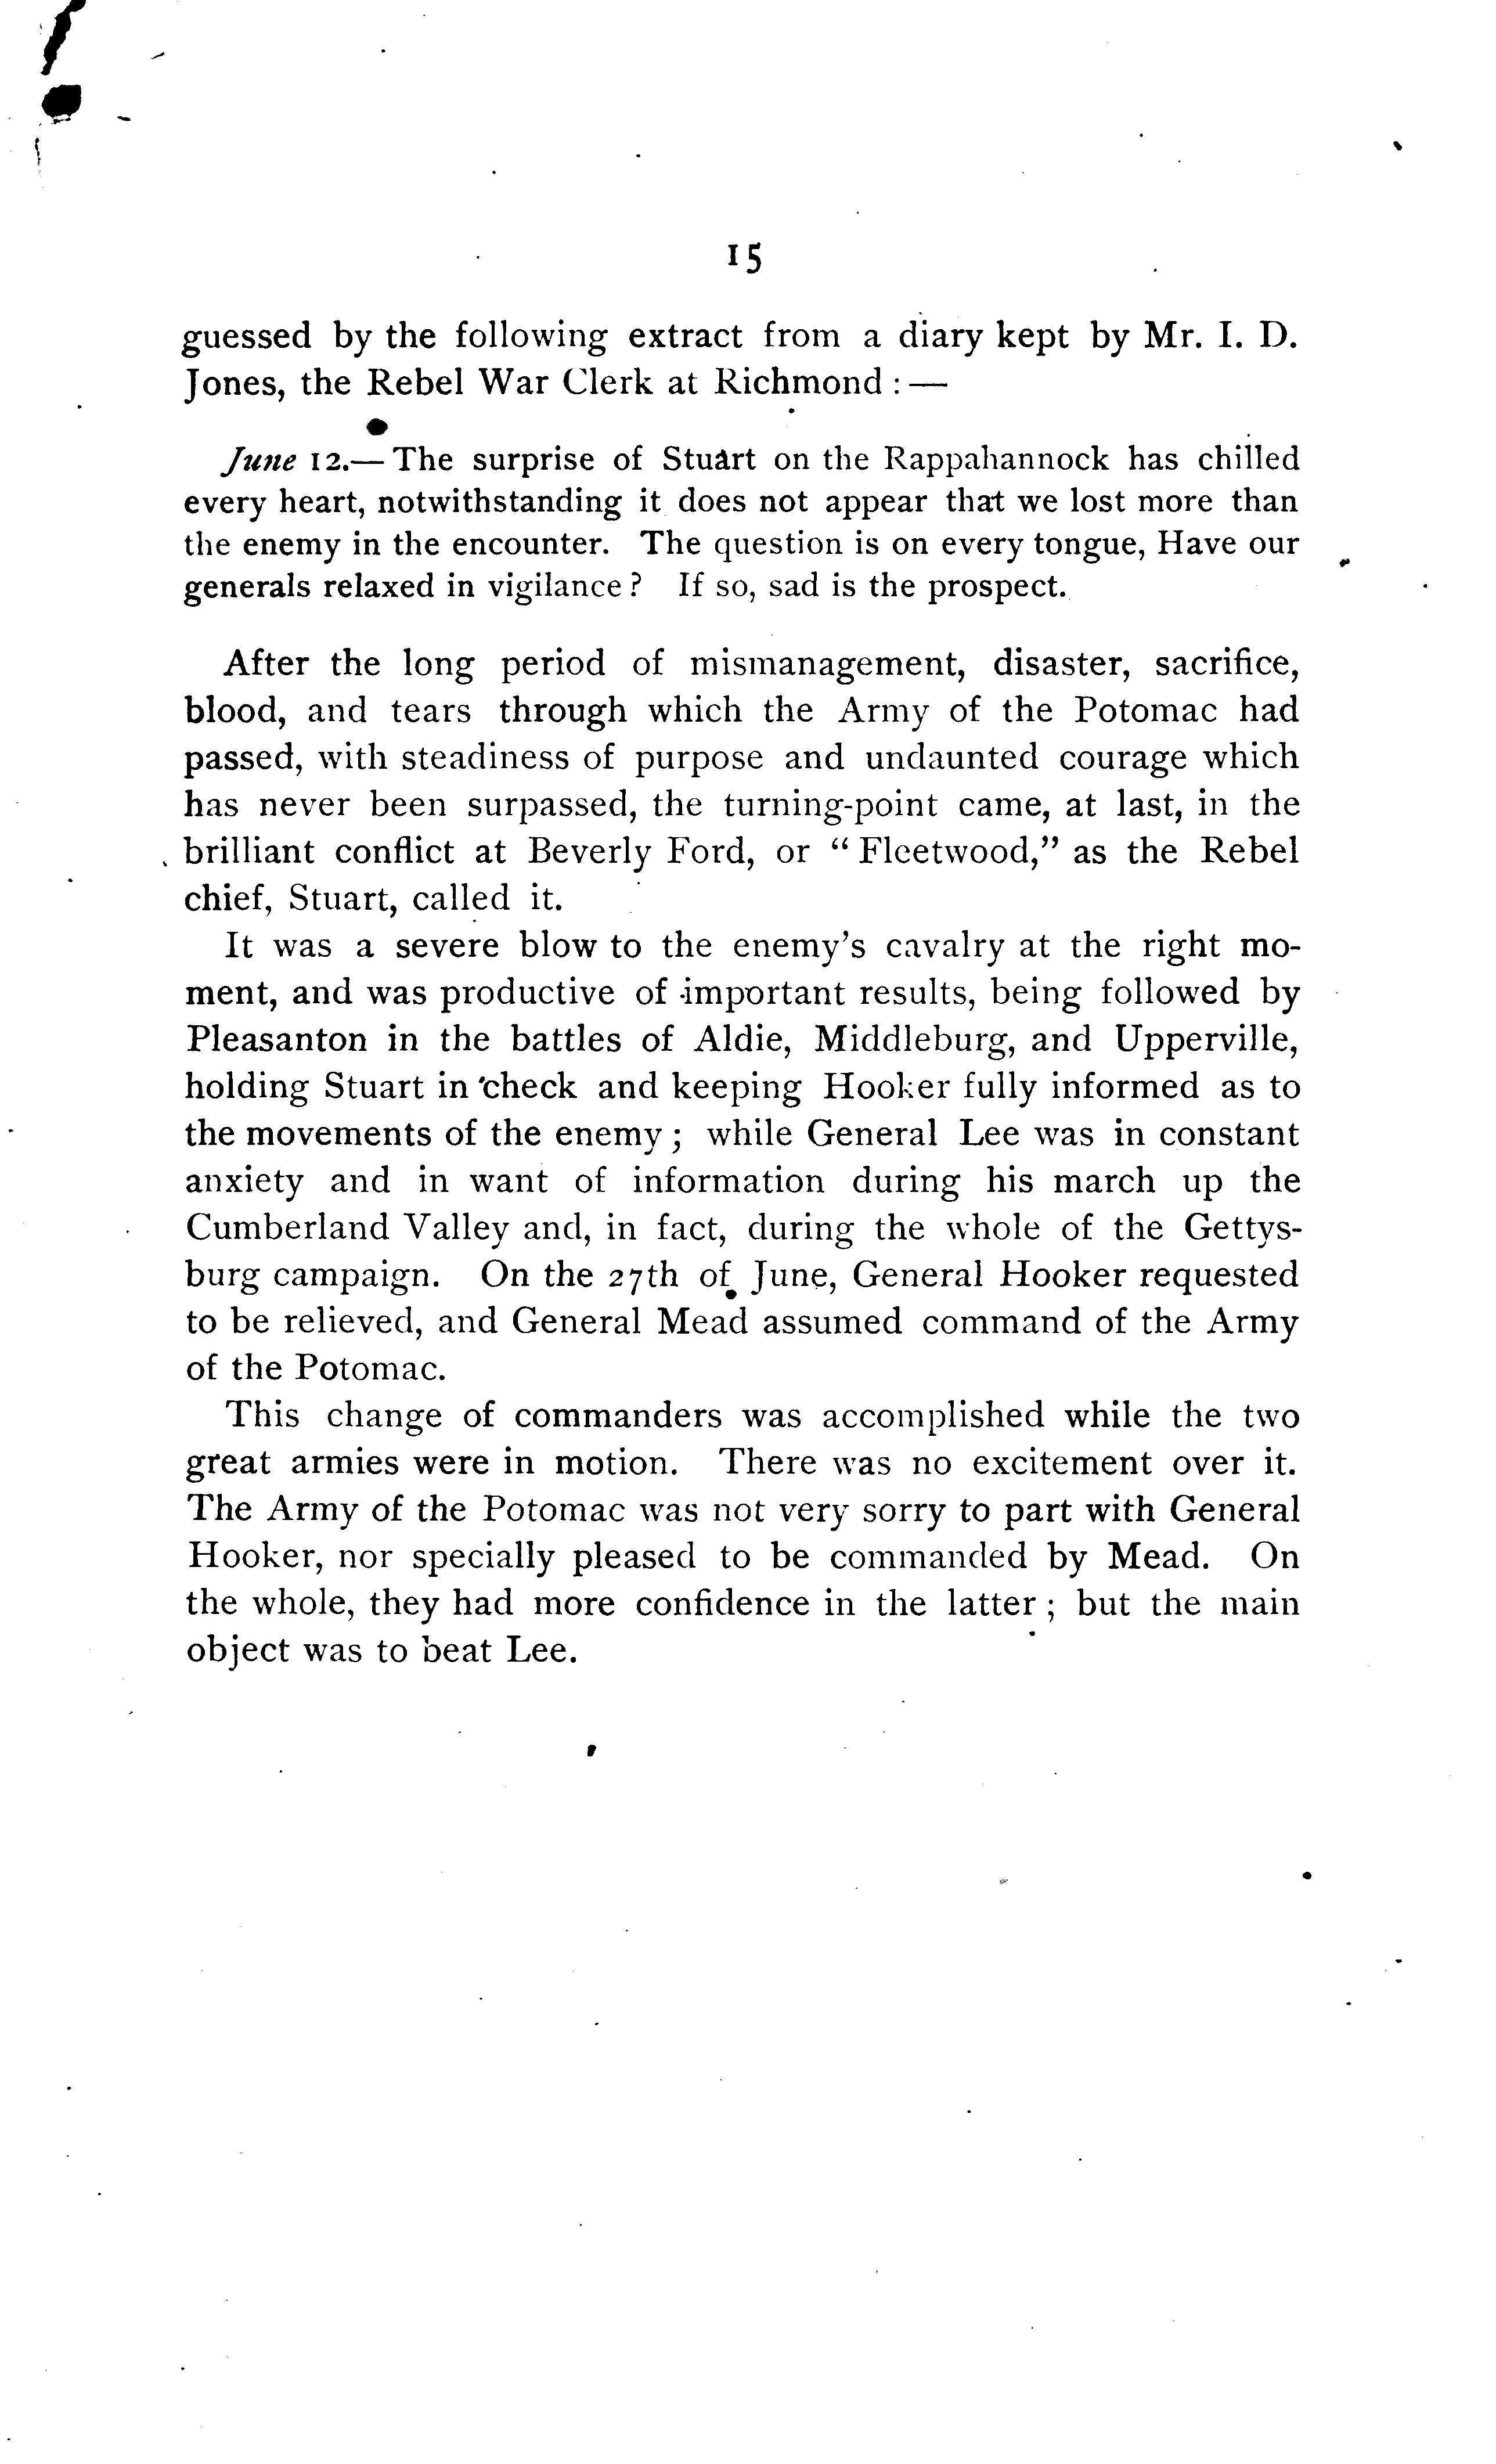 15
guessed by the following extract from a diary kept by Mr. I. D.
Jones, the Rebel War Clerk at Richmond : —
June 12.— The surprise of Stuart on the Rappahannock has chilled
every heart, notwithstanding it does not appear that we lost more than
the enemy in the encounter. The question is on every tongue, Have our
generals relaxed in vigilance ? If so, sad is the prospect.
After the long period of mismanagement, disaster, sacrifice,
blood, and tears through which the Army of the Potomac had
passed, with steadiness of purpose and undaunted courage which
has never been surpassed, the turning-point came, at last, in the
brilliant conflict at Beverly Ford, or “ Fleetwood,” as the Rebel
chief, Stuart, called it.
It was a severe blow to the enemy’s cavalry at the right mo-
ment, and was productive of important results, being followed by
Pleasanton in the battles of Aldie, Middleburg, and Upperville,
holding Stuart in check and keeping Hooker fully informed as to
the movements of the enemy ; while General Lee was in constant
anxiety and in want of information during his march up the
Cumberland Valley and, in fact, during the whole of the Gettys-
burg campaign. On the 27th of June, General Hooker requested
to be relieved, and General Mead assumed command of the Army
of the Potomac.
This change of commanders was accomplished while the two
great armies were in motion. There was no excitement over it.
The Army of the Potomac was not very sorry to part with General
Hooker, nor specially pleased to be commanded by Mead. On
the whole, they had more confidence in the latter ; but the main
object was to beat Lee.